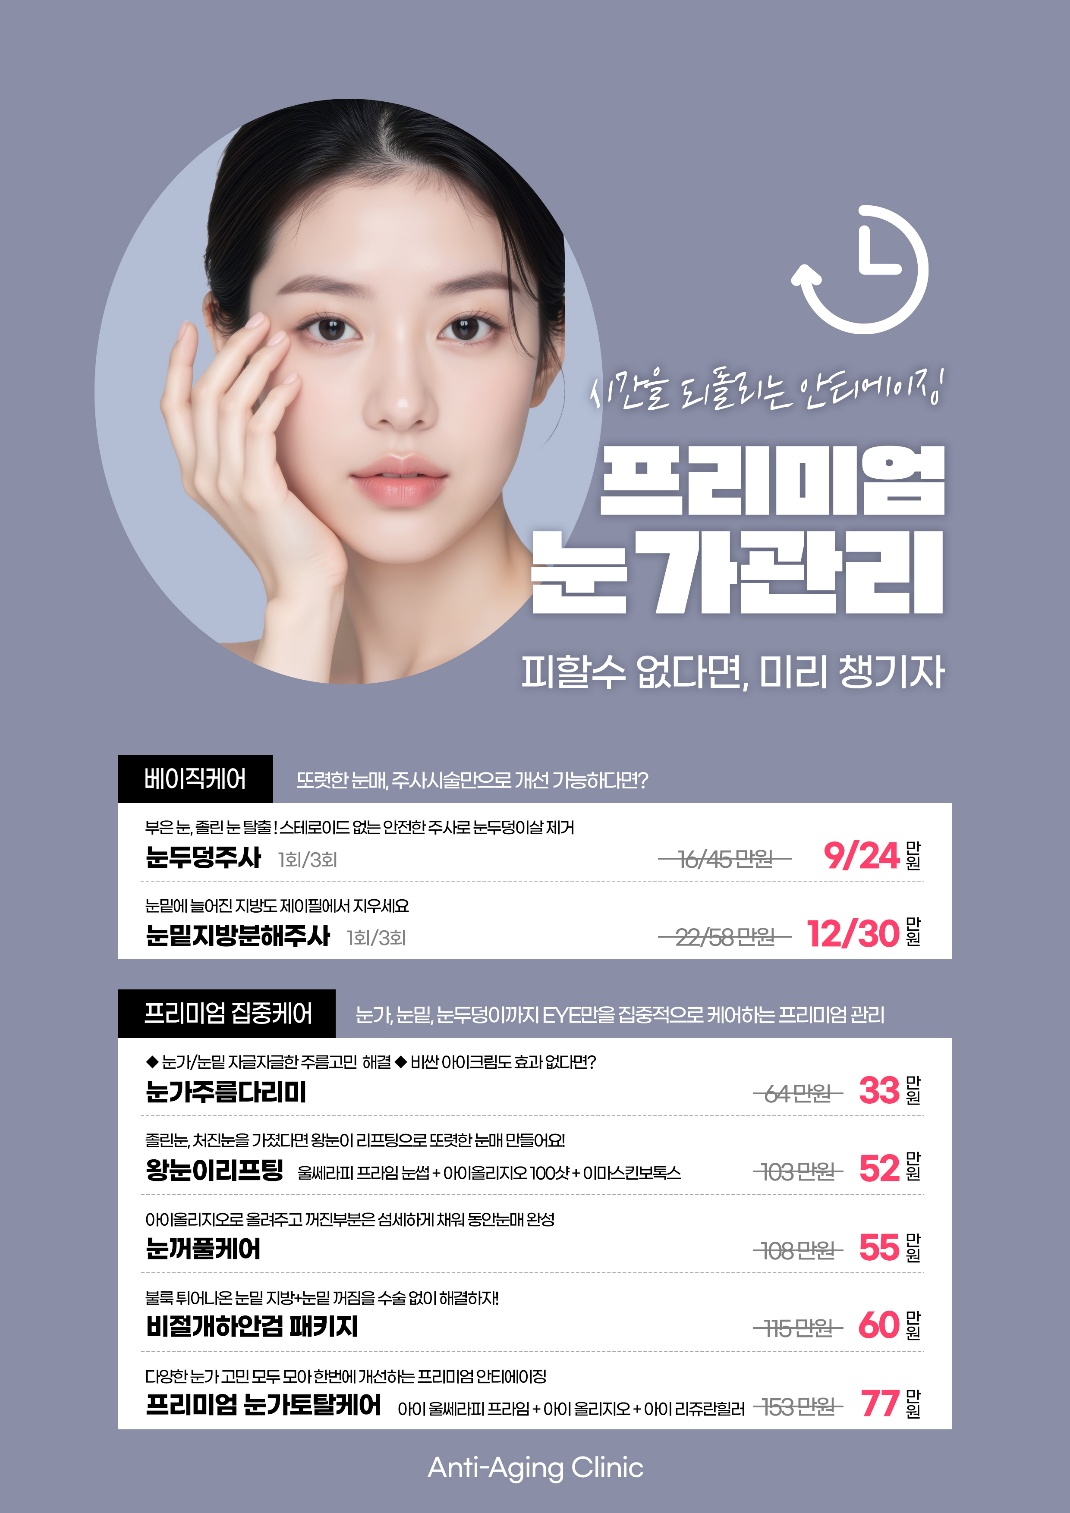 시간을 되돌리는 안티에이징
프리미엄
눈가관리
피할수 없다면, 미리 챙기자
베이직케어
또렷한 눈매, 주사시술만으로 개선 가능하다면?
부은 눈, 졸린 눈 탈출! 스테로이드 없는 안전한 주사로 눈두덩이살 제거
눈두덩주사 1회/3회 16/45만원 9/24만원
눈밑에 늘어진 지방도 제이필에서 지우세요
눈밑지방분해주사 1회/3회 22/58만원 12/30만원
프리미엄 집중케어
눈가, 눈밑, 눈두덩이까지 EYE만을 집중적으로 케어하는 프리미엄 관리
◆ 눈가/눈밑 자글자글한 주름고민 해결 ◆ 비싼 아이크림도 효과 없다면?
눈가주름다리미 64만원 33만원
졸린눈, 처진눈을 가졌다면 왕눈이 리프팅으로 또렷한 눈매 만들어요!
왕눈이리프팅 울쎄라피 프라임 눈썹 + 아이올리지오 100샷 + 이마스킨보톡스 103만원 52만원
아이올리지오로 올려주고 꺼진부분은 섬세하게 채워 동안눈매 완성
눈꺼풀케어 108만원 55만원
불룩 튀어나온 눈밑 지방+눈밑 꺼짐을 수술 없이 해결하자!
비절개하안검 패키지 115만원 60만원
다양한 눈가 고민 모두 모아 한번에 개선하는 프리미엄 안티에이징
프리미엄 눈가토탈케어 아이 울쎄라피 프라임 + 아이 올리지오 + 아이 리쥬란힐러 153만원 77만원
Anti-Aging Clinic